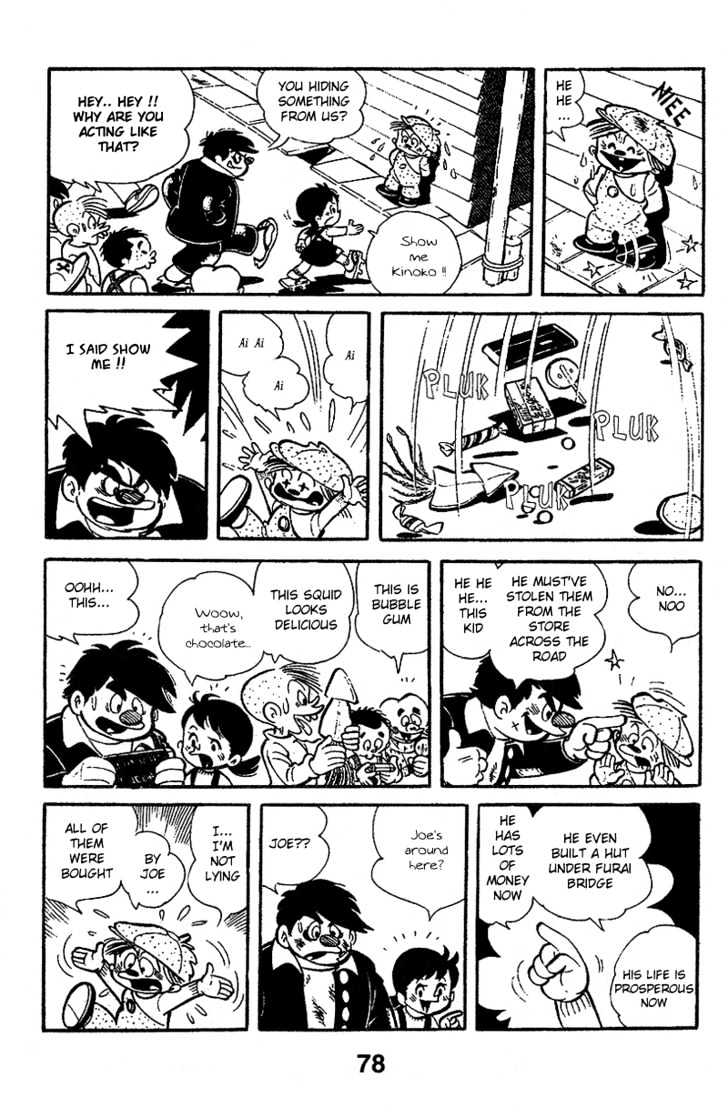 HEY.. HEY !!
WHY ARE YOU
ACTING LIKE
THAT?
YOU HIDING
SOMETHING
FROM US?
Show
me
Kinoko !!
HE
HE
...
NIEE
I SAID SHOW
ME !!
Ai Ai
Ai
Ai
PLUK
PLUK
PLUK
OOHH...
THIS...
Woow,
that's
chocolate...
THIS SQUID
LOOKS
DELICIOUS
THIS IS
BUBBLE
GUM
HE HE
HE...
THIS
KID
HE MUST'VE
STOLEN THEM
FROM THE
STORE
ACROSS THE
ROAD
NO...
NOO
ALL OF
THEM
WERE
BOUGHT
BY
JOE
...
I...
I'M
NOT
LYING
JOE??
Joe's
around
here?
HE
HAS
LOTS
OF
MONEY
NOW
HE EVEN
BUILT A HUT
UNDER FURAI
BRIDGE
HIS LIFE IS
PROSPEROUS
NOW
78